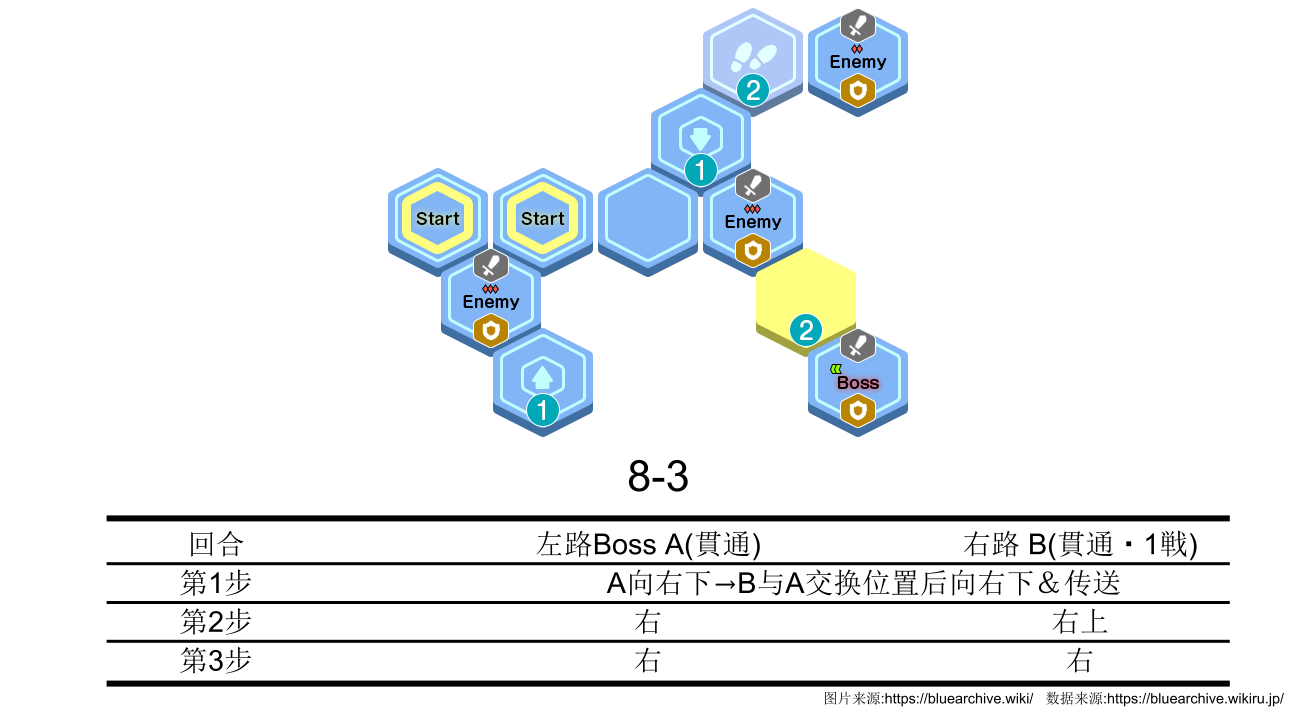 2
Enemy
1
Start Start Enemy
Enemy
2
1
Boss
8-3
回合 左路Boss A(貫通) 右路 B(貫通・1戦)
第1步 A向右下→B与A交换位置后向右下＆传送
第2步 右 右上
第3步 右 右
图片来源:https://bluearchive.wiki/ 数据来源:https://bluearchive.wikiru.jp/